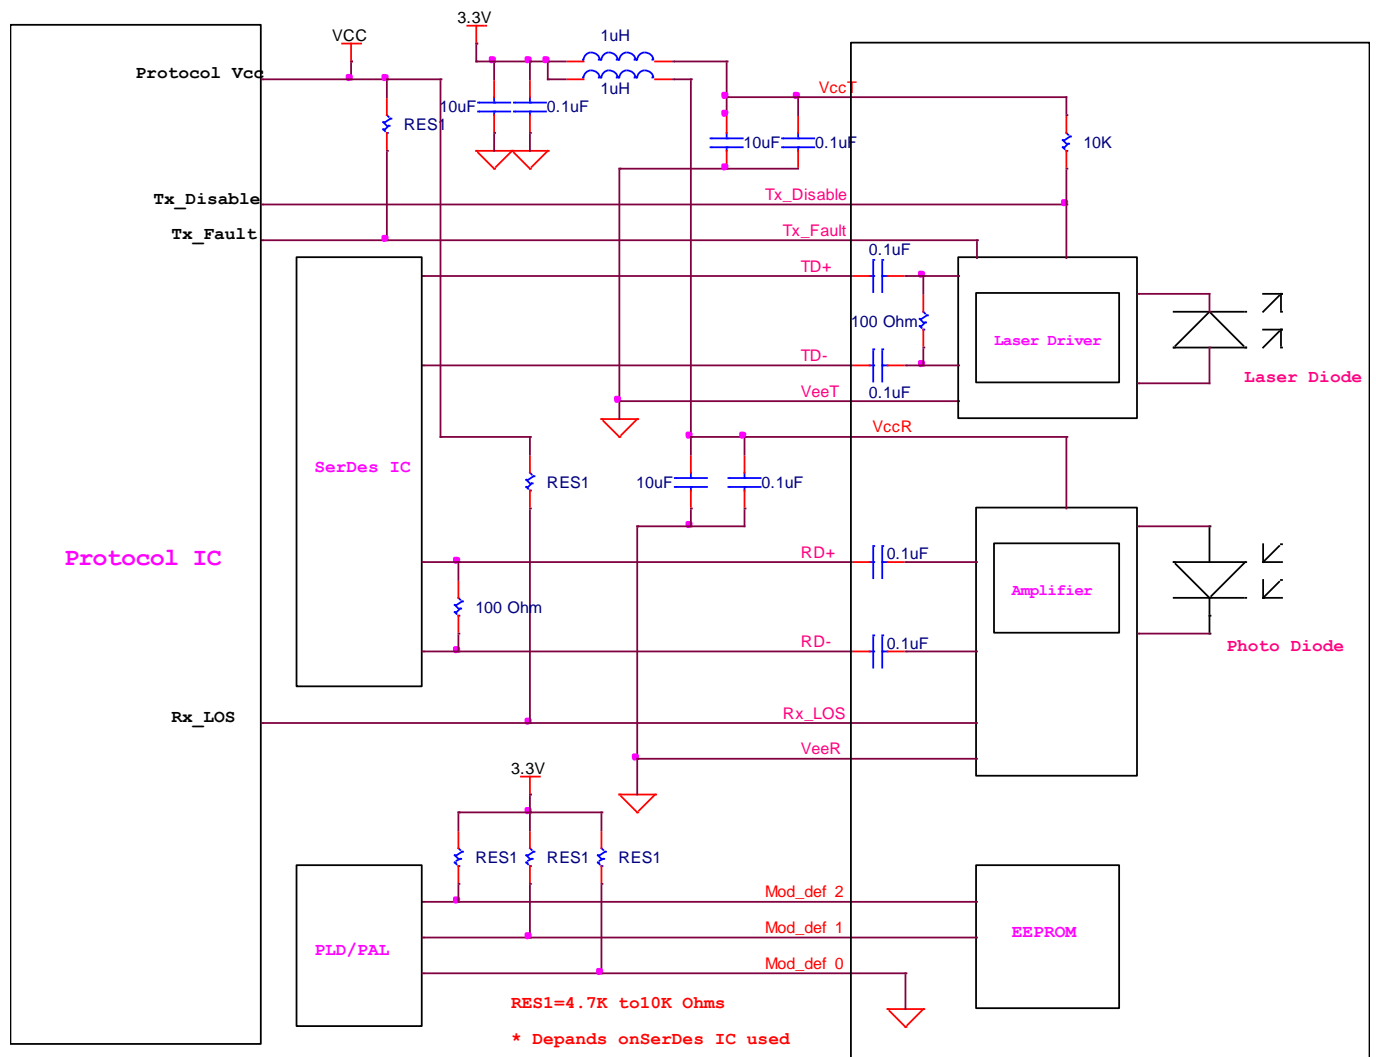 3.3V
1uH
VCC
Protocol Vcc
1uH
VccT
10uF
0.1uF
RES1
10uF
0.1uF
10K
Tx_Disable
Tx_Disable
Tx_Fault
Tx_Fault
0.1uF
TD+
100 Ohm
Laser Driver
TD-
Laser Diode
VeeT
0.1uF
VccR
SerDes IC
RES1
10uF
0.1uF
Protocol IC
RD+
0.1uF
Amplifier
100 Ohm
RD-
0.1uF
Photo Diode
Rx_LOS
Rx_LOS
VeeR
3.3V
RES1
RES1
RES1
Mod_def 2
Mod_def 1
EEPROM
PLD/PAL
Mod_def 0
RES1=4.7K to10K Ohms
* Depands onSerDes IC used